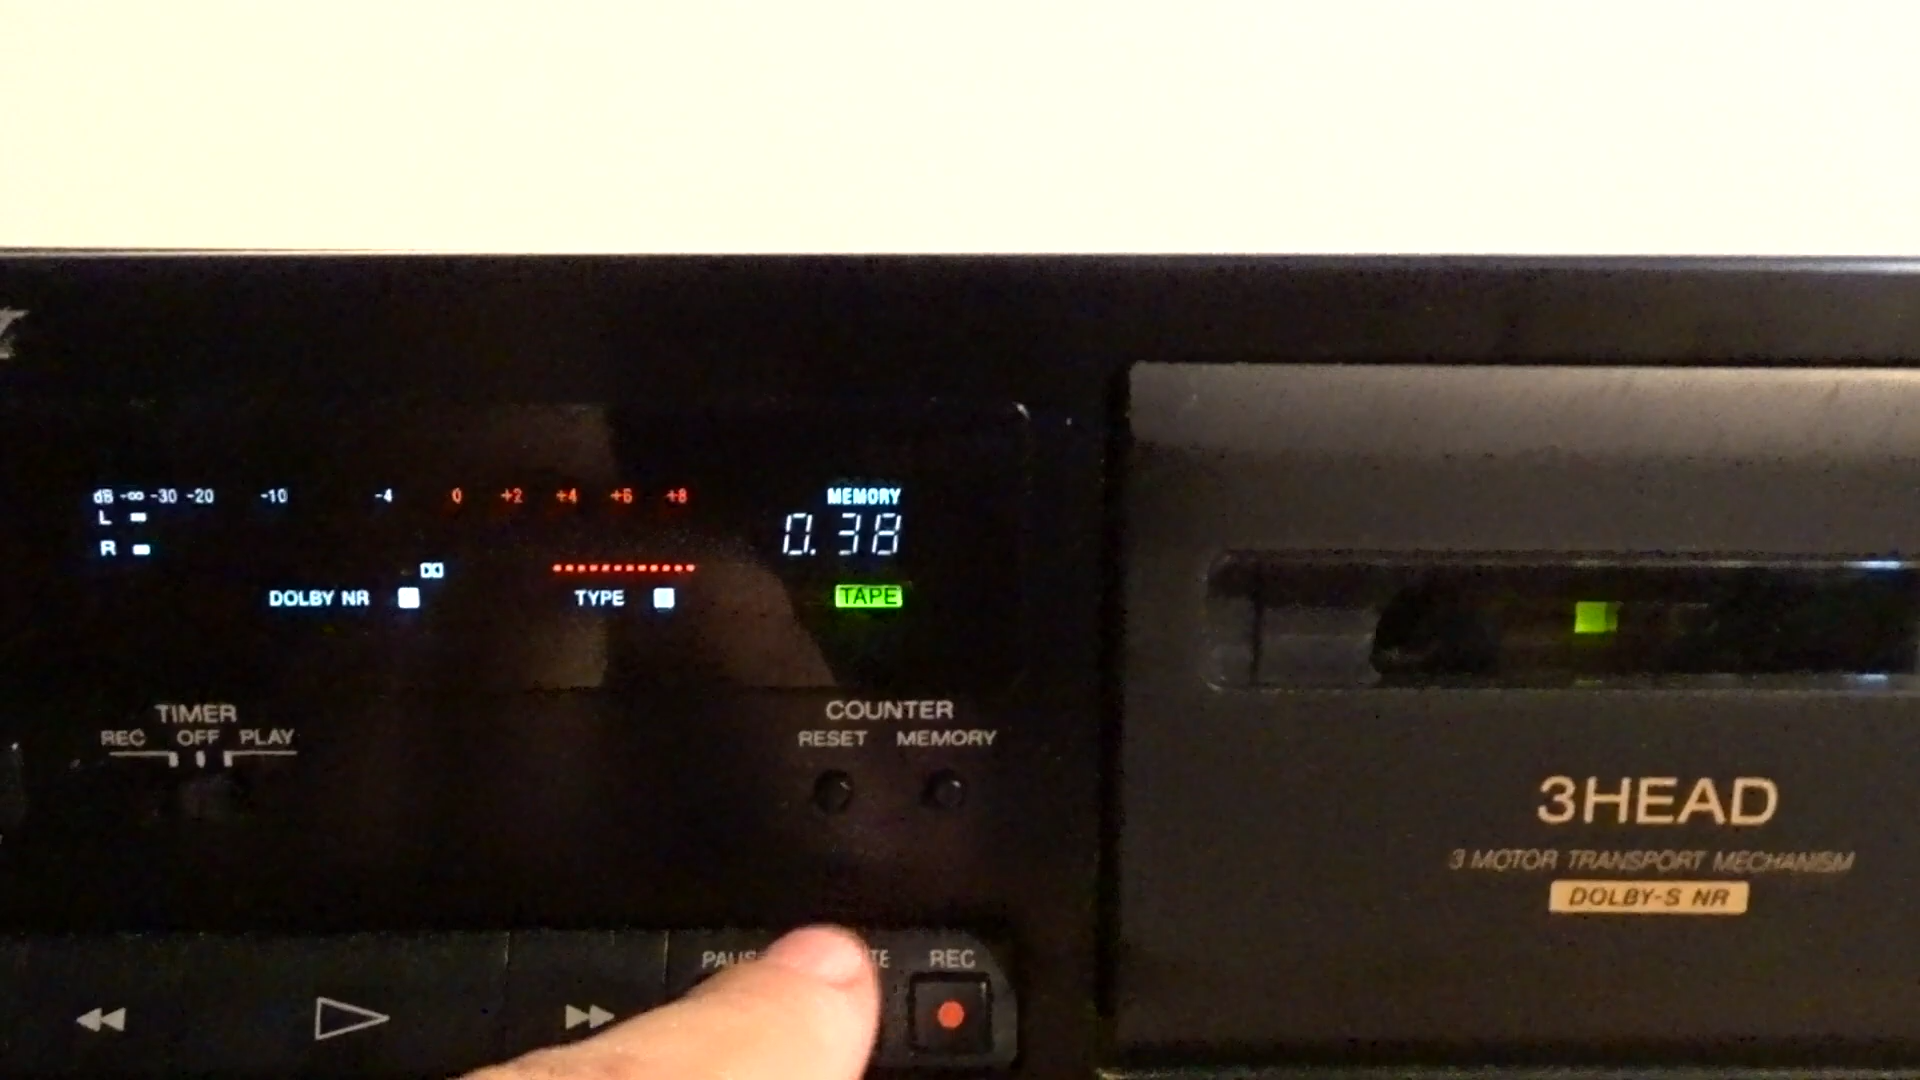 dB -∞ -30 -20 -10 -4 0 +2 +4 +6 +8
MEMORY
L
R
0.38
DOLBY NR
TYPE
TAPE
TIMER
REC OFF PLAY
COUNTER
RESET MEMORY
3HEAD
3 MOTOR TRANSPORT MECHANISM
DOLBY-S NR
REC